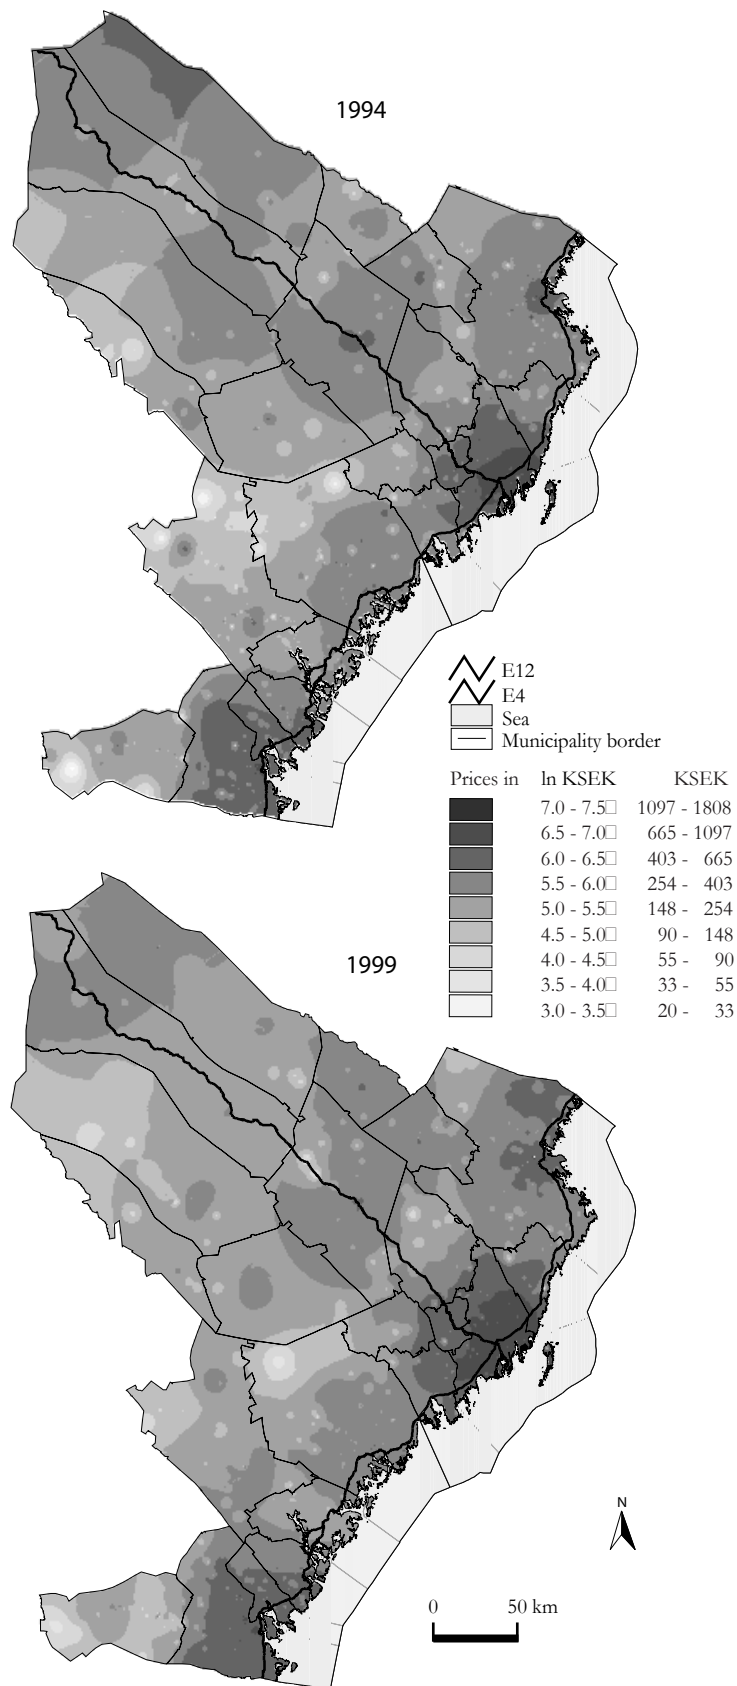 1994
E12
E4
Sea
Municipality border
Prices in ln KSEK KSEK
7.0 - 7.5□ 1097 - 1808
6.5 - 7.0□ 665 - 1097
6.0 - 6.5□ 403 - 665
5.5 - 6.0□ 254 - 403
5.0 - 5.5□ 148 - 254
4.5 - 5.0□ 90 - 148
4.0 - 4.5□ 55 - 90
3.5 - 4.0□ 33 - 55
3.0 - 3.5□ 20 - 33
1999
N
0 50 km